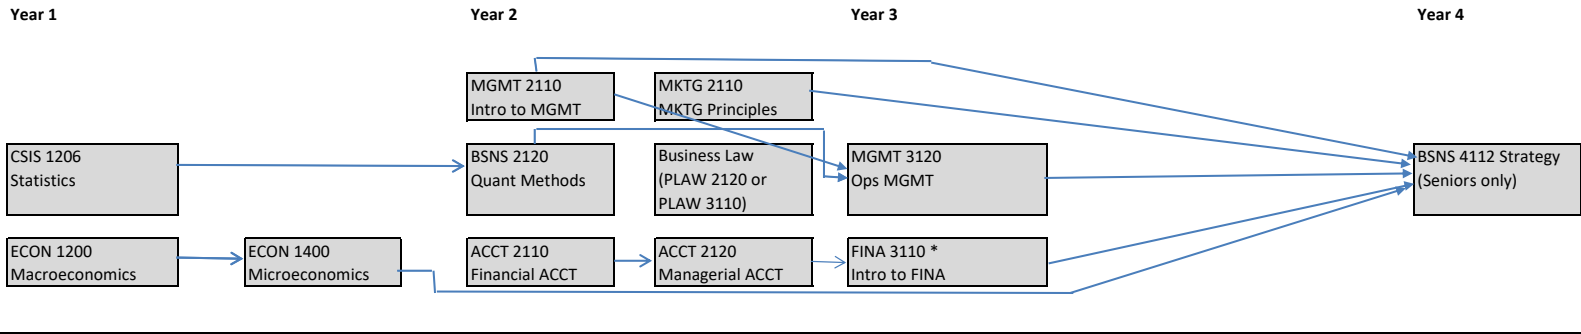 Year 1
Year 2
Year 3
Year 4
MGMT 2110
Intro to MGMT
MKTG 2110
MKTG Principles
CSIS 1206
Statistics
BSNS 2120
Quant Methods
Business Law
(PLAW 2120 or
PLAW 3110)
MGMT 3120
Ops MGMT
BSNS 4112 Strategy
(Seniors only)
ECON 1200
Macroeconomics
ECON 1400
Microeconomics
ACCT 2110
Financial ACCT
ACCT 2120
Managerial ACCT
FINA 3110 *
Intro to FINA